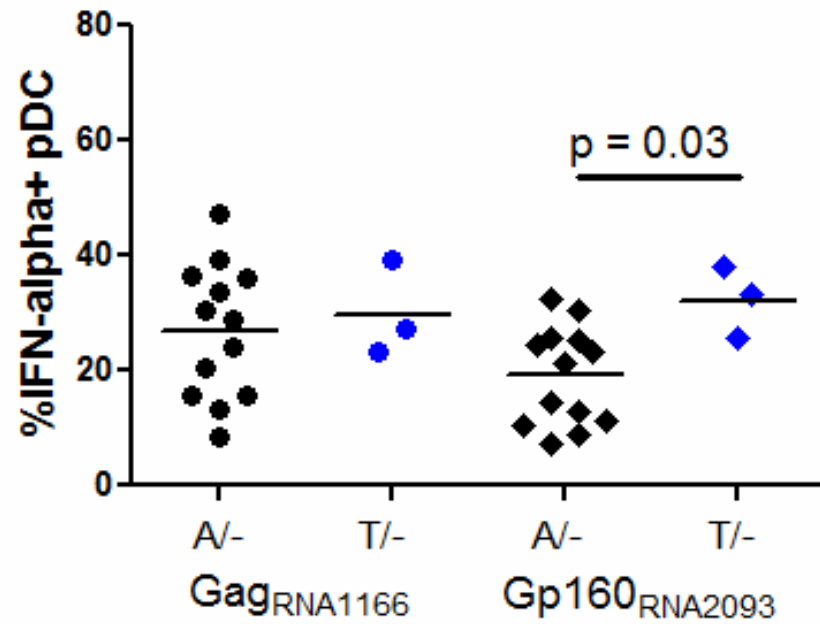 80
60
40
20
0
%IFN-alpha+ pDC
p = 0.03
A/- T/- A/- T/-
GagRNA1166 Gp160RNA2093